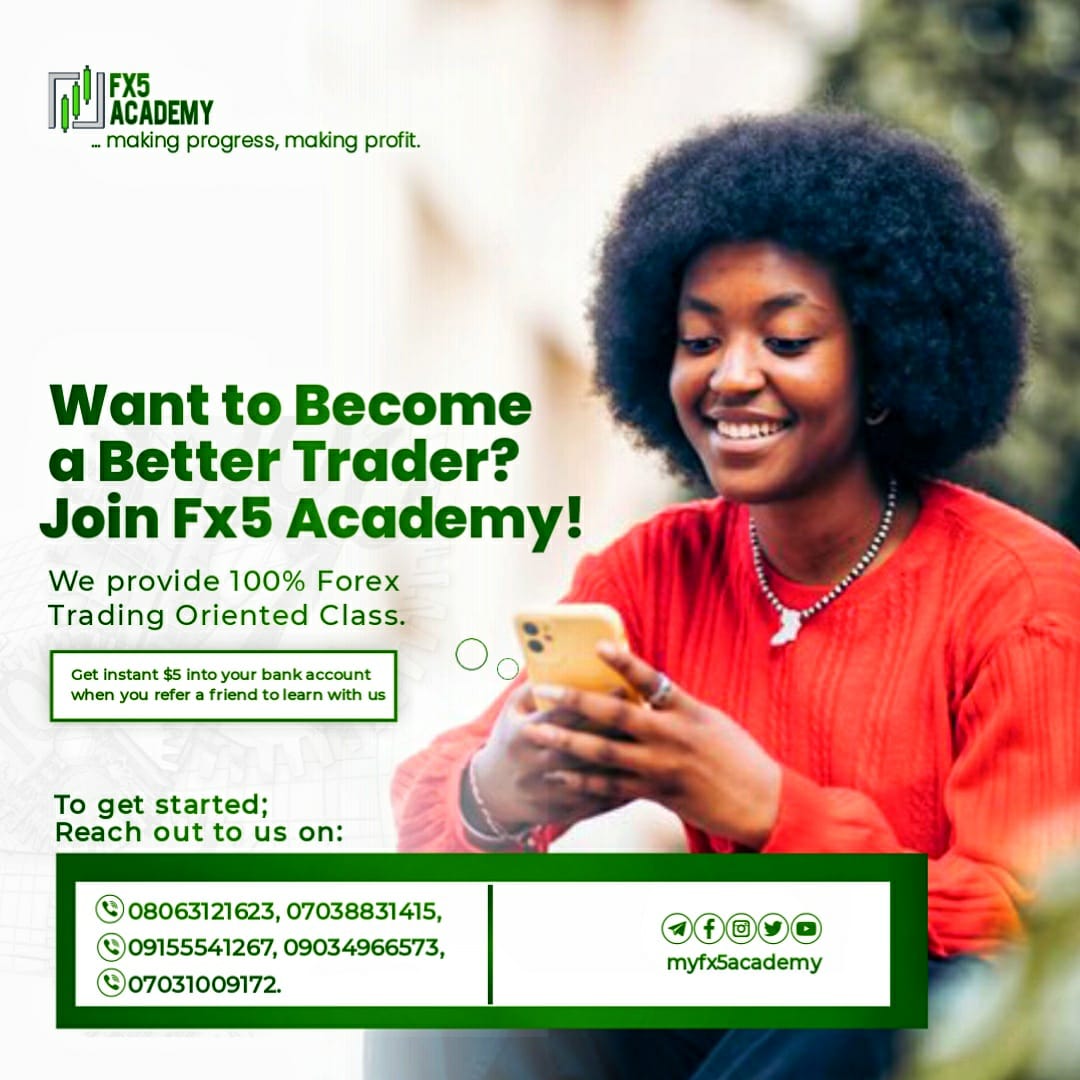 FX5
ACADEMY
... making progress, making profit.
Want to Become
a Better Trader?
Join Fx5 Academy!
We provide 100% Forex
Trading Oriented Class.
Get instant $5 into your bank account
when you refer a friend to learn with us
To get started;
Reach out to us on:
08063121623, 07038831415,
09155541267, 09034966573,
07031009172.
myfx5academy